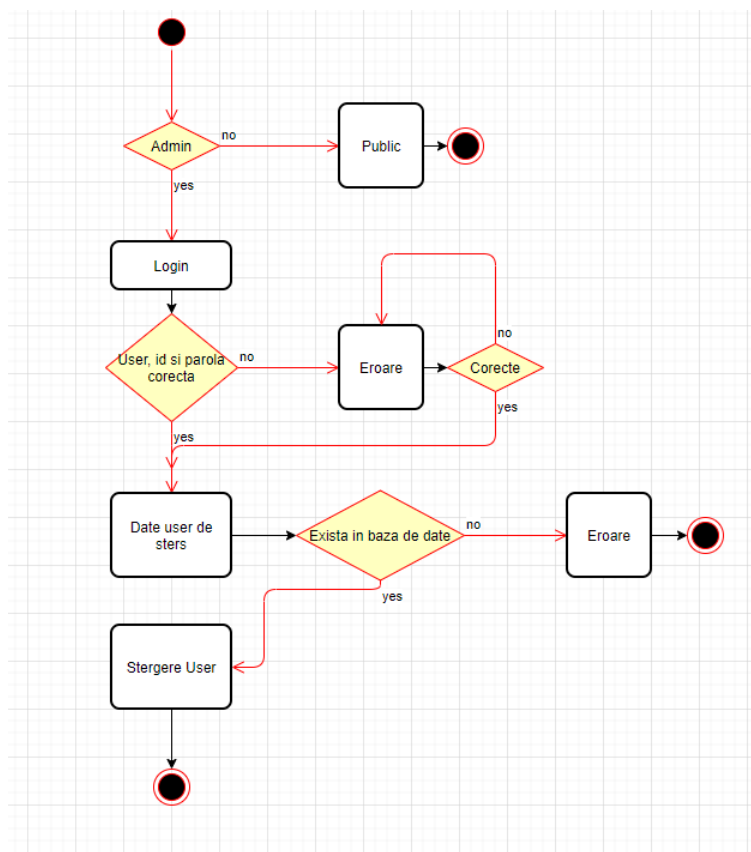 no
Admin
Public
yes
Login
no
User, id si parola
corecta
no
Eroare
Corecte
yes
yes
Date user de
sters
Exista in baza de date
no
Eroare
yes
Stergere User